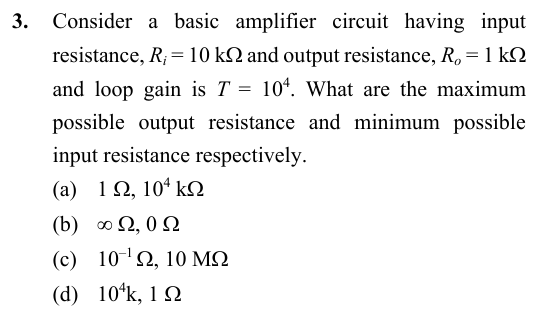 3. Consider a basic amplifier circuit having input
resistance, Rᵢ = 10 kΩ and output resistance, Rₒ = 1 kΩ
and loop gain is T = 10⁴. What are the maximum
possible output resistance and minimum possible
input resistance respectively.
(a) 1 Ω, 10⁴ kΩ
(b) ∞ Ω, 0 Ω
(c) 10⁻¹ Ω, 10 MΩ
(d) 10⁴k, 1 Ω